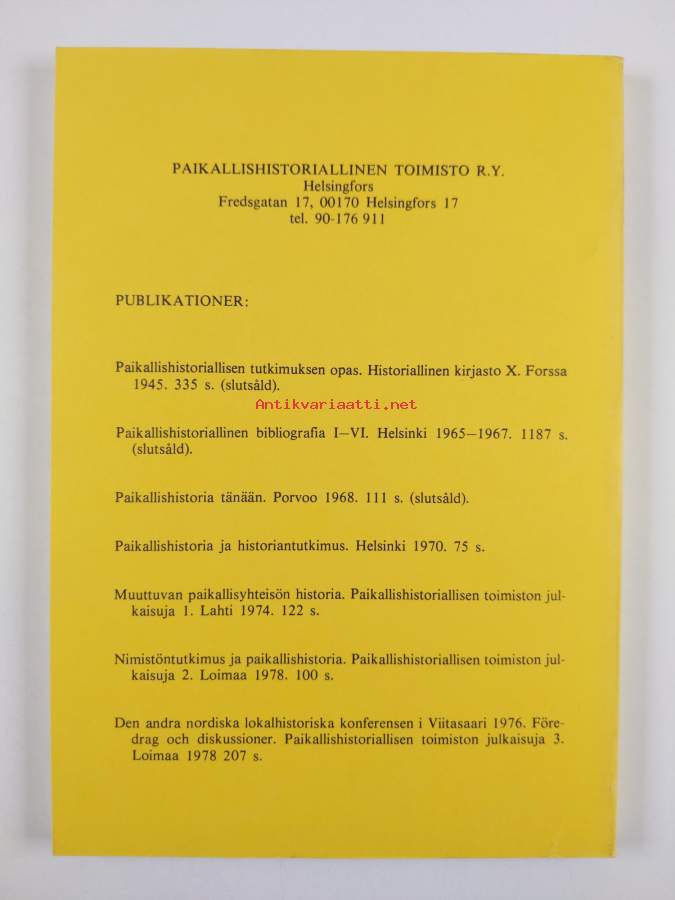 PAIKALLISHISTORIALLINEN TOIMISTO R.Y.
Helsingfors
Fredsgatan 17, 00170 Helsingfors 17
tel. 90-176 911
PUBLIKATIONER:
Paikallishistoriallisen tutkimuksen opas. Historiallinen kirjasto X. Forssa
1945. 335 s. (slutsåld).
Antikvariaatti.net
Paikallishistoriallinen bibliografia I—VI. Helsinki 1965—1967. 1187 s.
(slutsåld).
Paikallishistoria tänään. Porvoo 1968. 111 s. (slutsåld).
Paikallishistoria ja historiantutkimus. Helsinki 1970. 75 s.
Muuttuvan paikallisyhteisön historia. Paikallishistoriallisen toimiston jul-
kaisuja 1. Lahti 1974. 122 s.
Nimistöntutkimus ja paikallishistoria. Paikallishistoriallisen toimiston jul-
kaisuja 2. Loimaa 1978. 100 s.
Den andra nordiska lokalhistoriska konferensen i Viitasaari 1976. Före-
drag och diskussioner. Paikallishistoriallisen toimiston julkaisuja 3.
Loimaa 1978 207 s.